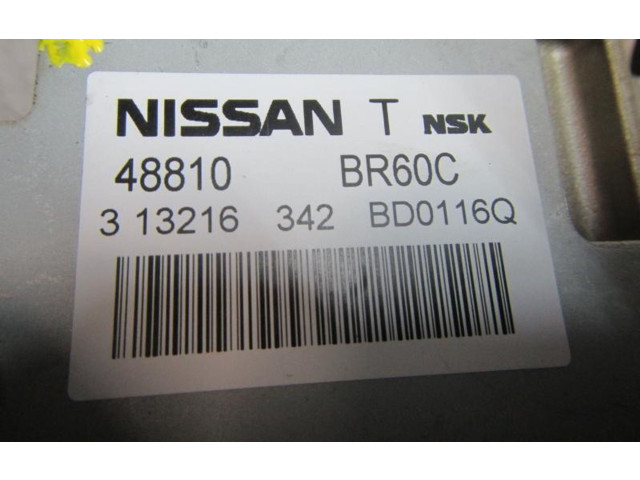 NISSAN T NSK
48810 BR60C
3 13216 342 BD0116Q